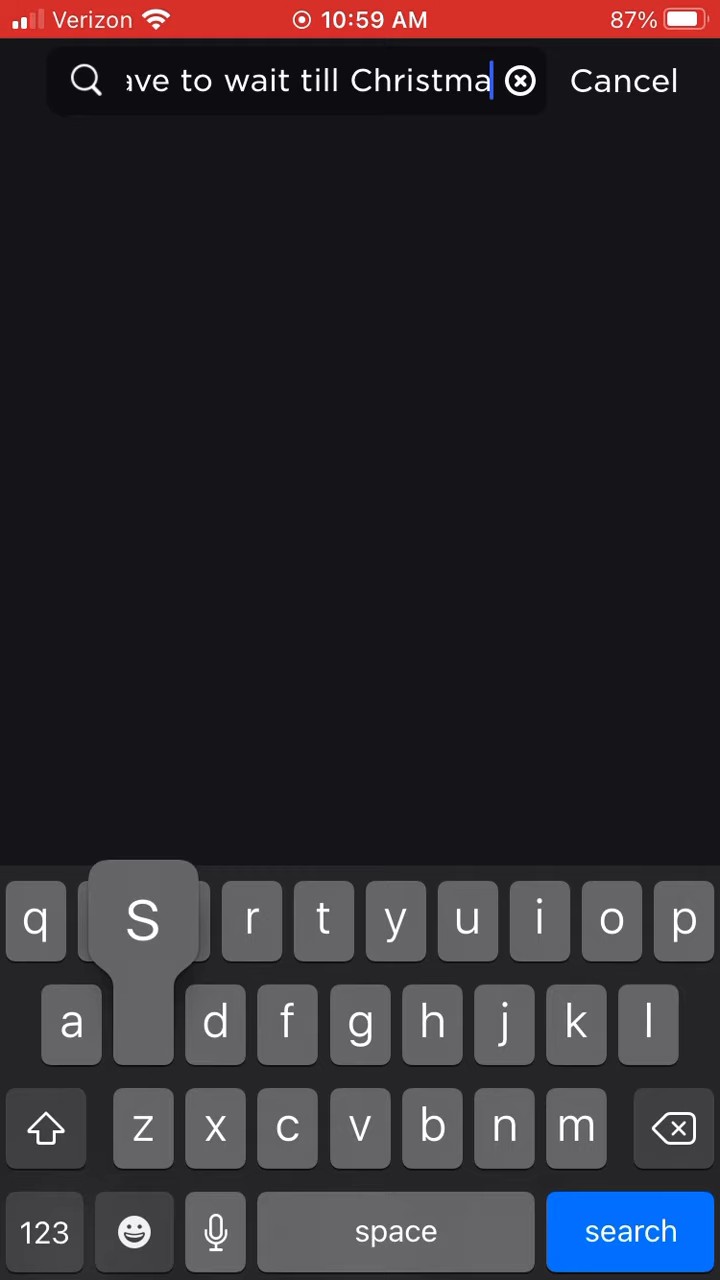 Verizon 10:59 AM 87%
ave to wait till Christma Cancel
q S r t y u i o p
a d f g h j k l
z x c v b n m
123 space search